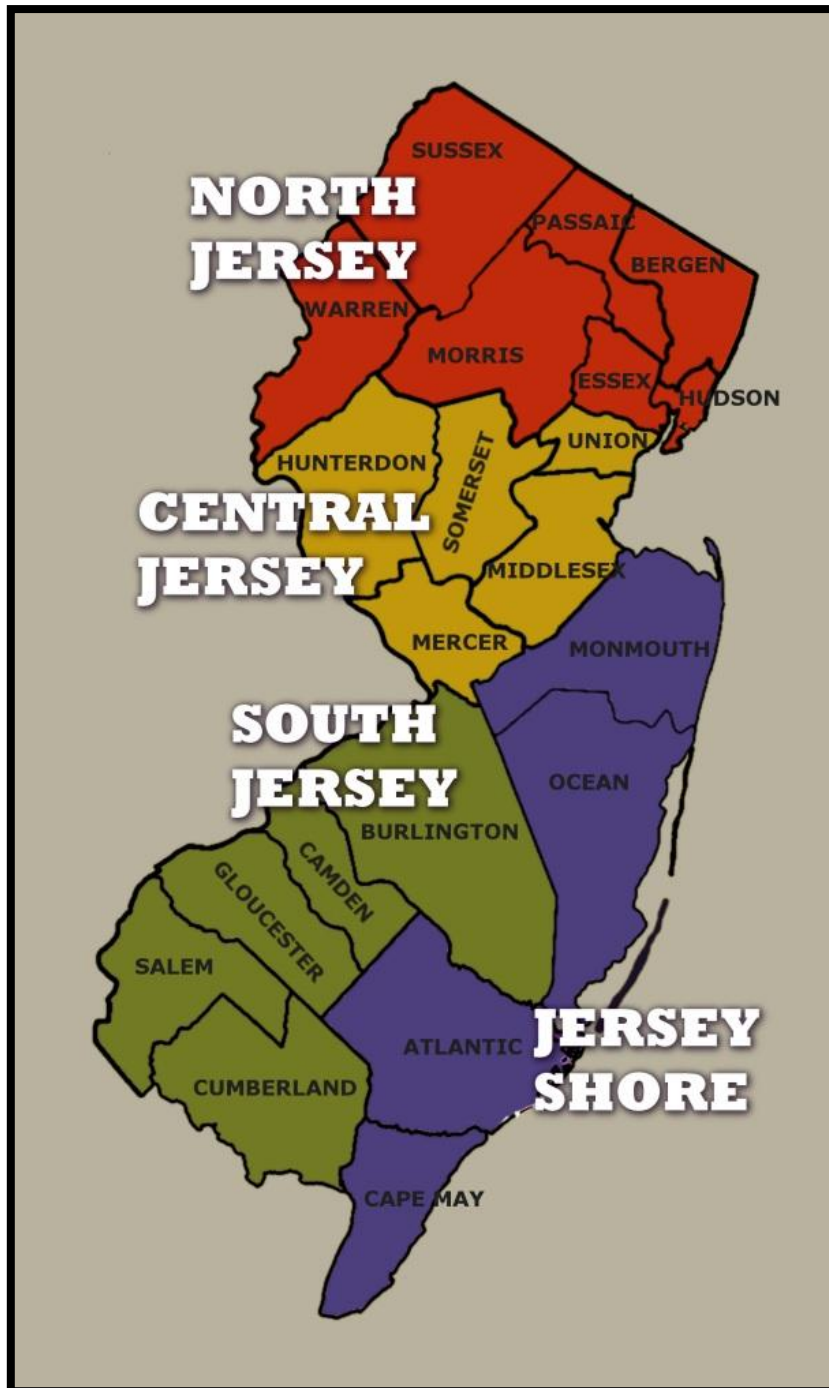 SUSSEX
NORTH
JERSEY
PASSAIC
BERGEN
WARREN
MORRIS
ESSEX
HUDSON
UNION
HUNTERDON
SOMERSET
CENTRAL
JERSEY
MIDDLESEX
MERCER
MONMOUTH
SOUTH
JERSEY
OCEAN
BURLINGTON
CAMDEN
GLOUCESTER
SALEM
ATLANTIC
JERSEY
SHORE
CUMBERLAND
CAPE MAY